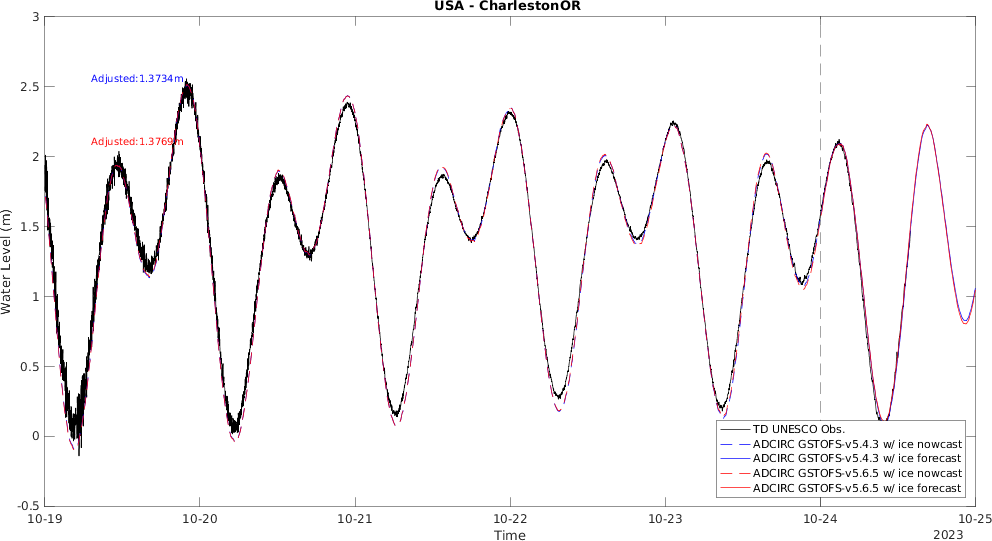 USA - CharlestonOR
3
2.5
2
1.5
1
0.5
0
-0.5
Water Level (m)
Adjusted:1.3734m
Adjusted:1.3769m
TD UNESCO Obs.
ADCIRC GSTOFS-v5.4.3 w/ ice nowcast
ADCIRC GSTOFS-v5.4.3 w/ ice forecast
ADCIRC GSTOFS-v5.6.5 w/ ice nowcast
ADCIRC GSTOFS-v5.6.5 w/ ice forecast
10-19 10-20 10-21 10-22 10-23 10-24 10-25
Time
2023